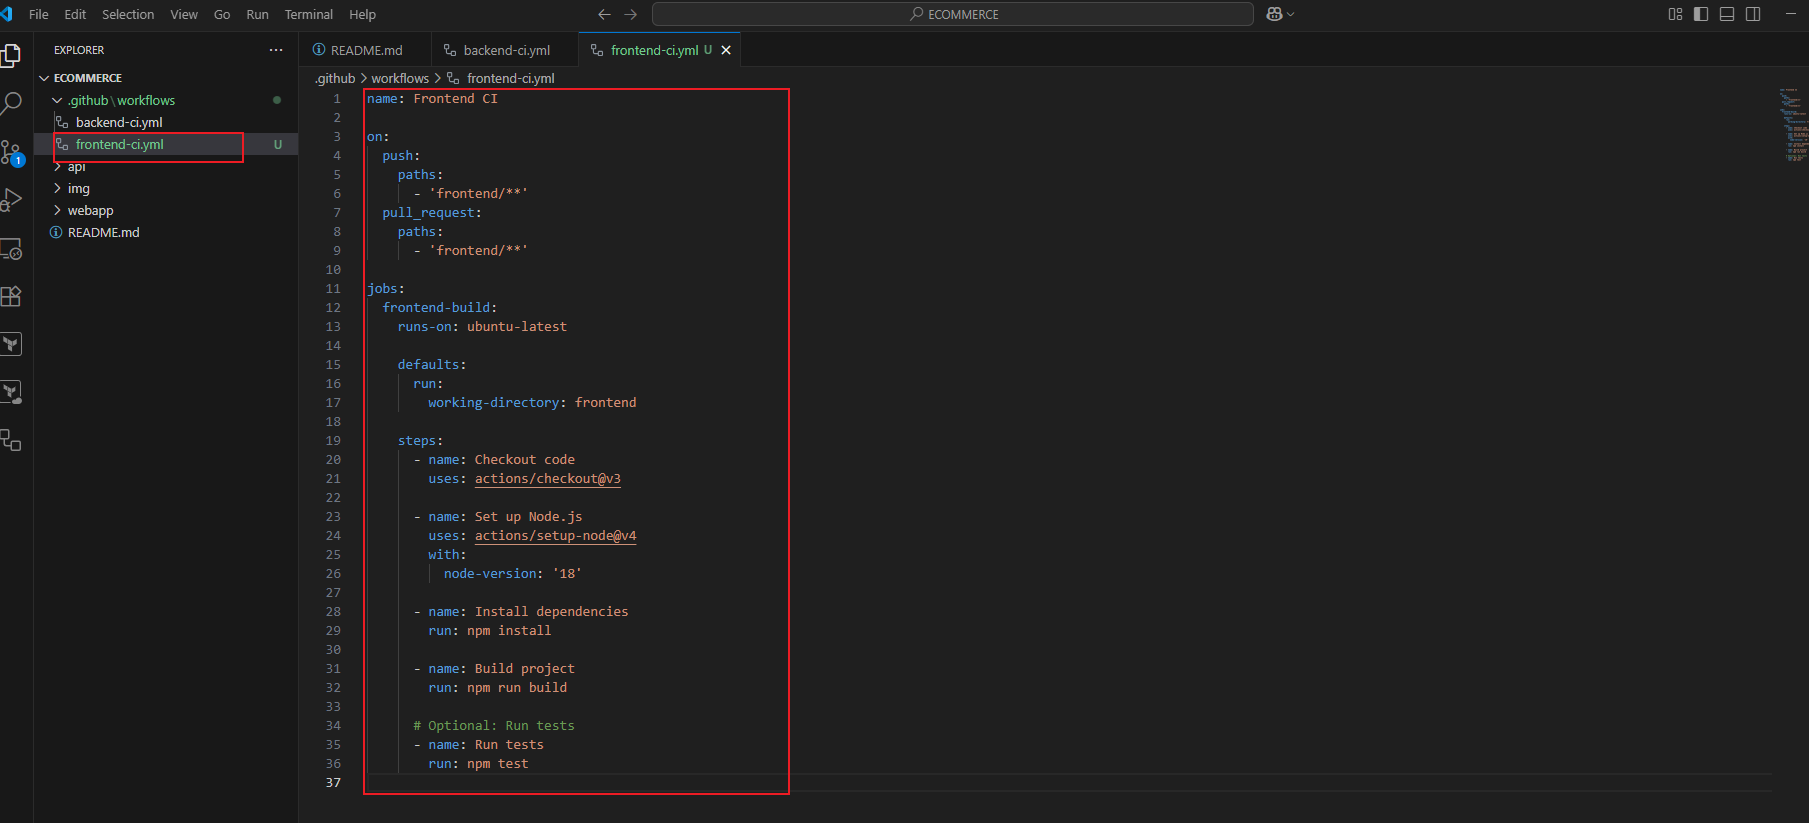 File Edit Selection View Go Run Terminal Help
ECOMMERCE
EXPLORER
ECOMMERCE
.github\workflows
backend-ci.yml
frontend-ci.yml U
api
img
webapp
README.md
1
README.md
backend-ci.yml
frontend-ci.yml U
.github > workflows > frontend-ci.yml
1 name: Frontend CI
2
3 on:
4 push:
5 paths:
6 - 'frontend/**'
7 pull_request:
8 paths:
9 - 'frontend/**'
10
11 jobs:
12 frontend-build:
13 runs-on: ubuntu-latest
14
15 defaults:
16 run:
17 working-directory: frontend
18
19 steps:
20 - name: Checkout code
21 uses: actions/checkout@v3
22
23 - name: Set up Node.js
24 uses: actions/setup-node@v4
25 with:
26 node-version: '18'
27
28 - name: Install dependencies
29 run: npm install
30
31 - name: Build project
32 run: npm run build
33
34 # Optional: Run tests
35 - name: Run tests
36 run: npm test
37